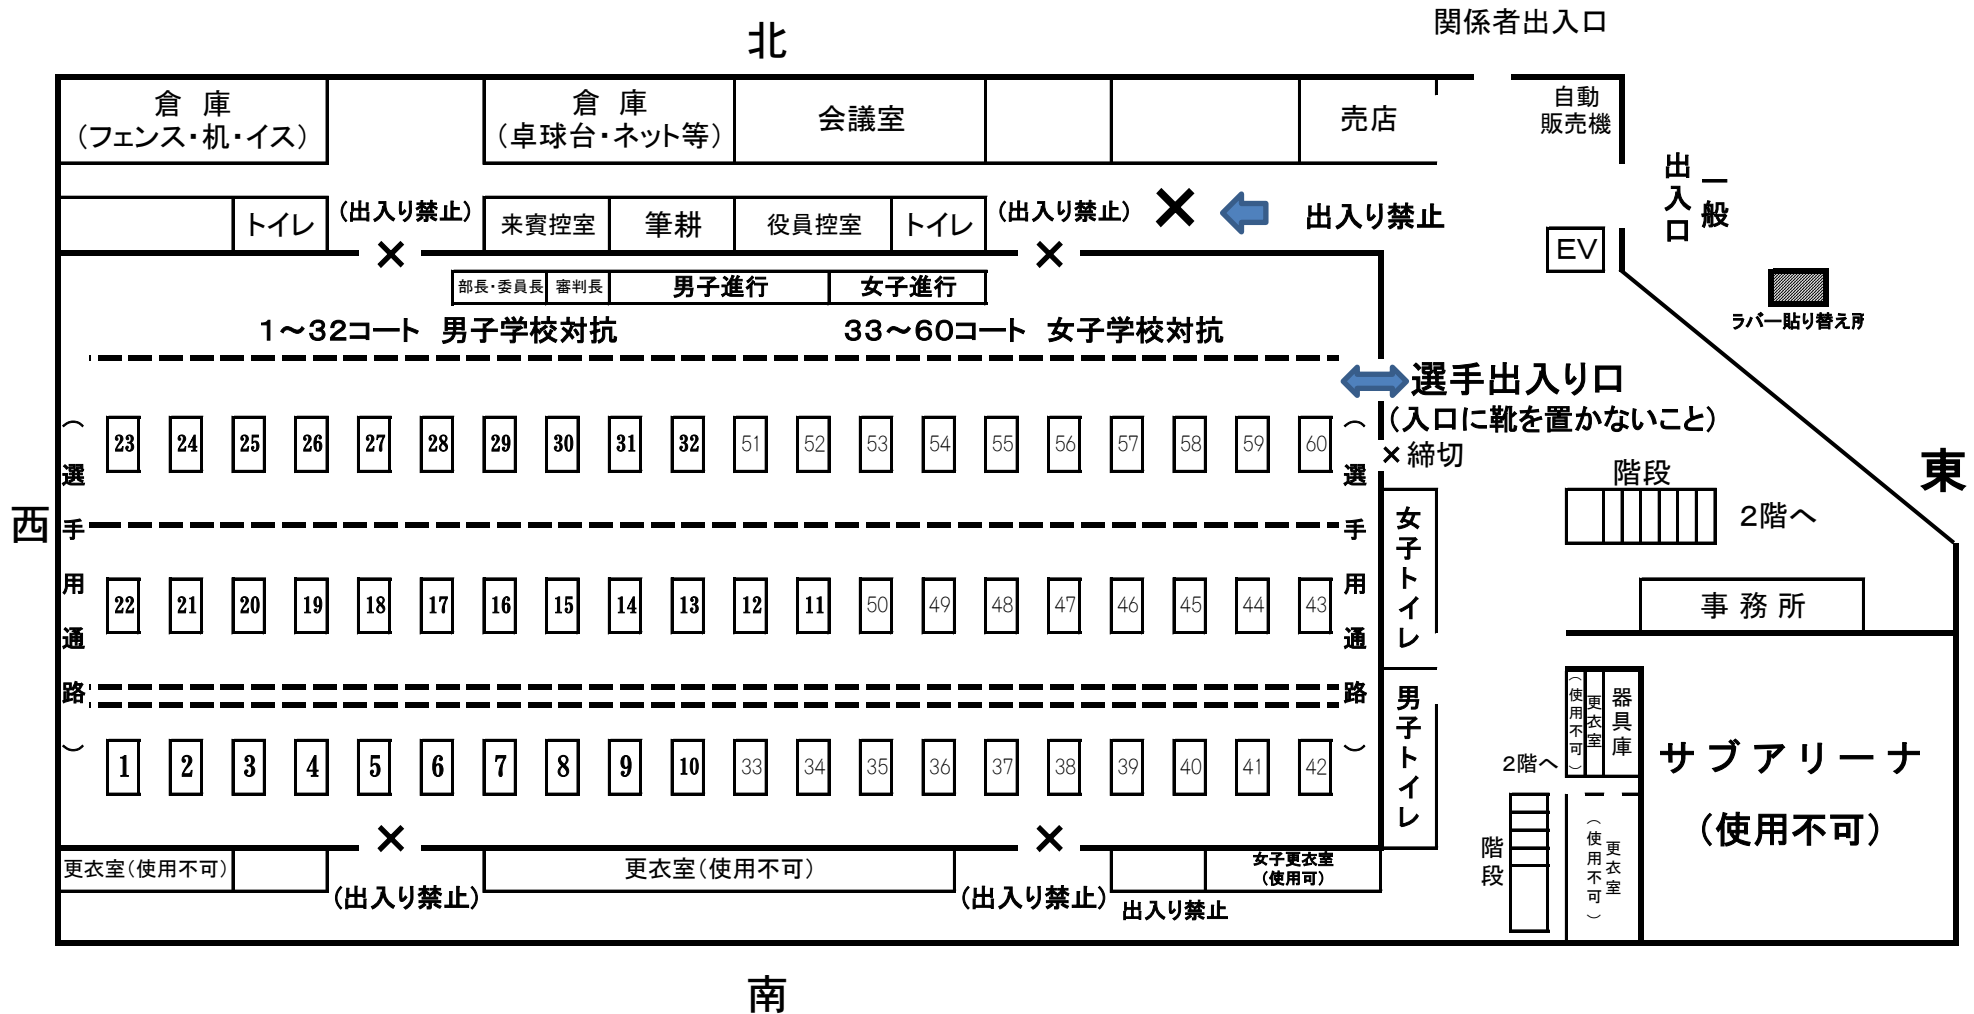 関係者出入口
北
倉 庫
(フェンス・机・イス)
倉 庫
(卓球台・ネット等)
会議室
売店
自動
販売機
一般
出入口
トイレ
(出入り禁止)
×
来賓控室
筆耕
役員控室
トイレ
(出入り禁止)
×
×
出入り禁止
EV
部長・委員長
審判長
男子進行
女子進行
ラバー貼り替え所
1～32コート 男子学校対抗
33～60コート 女子学校対抗
選手出入り口
(入口に靴を置かないこと)
×締切
23 24 25 26 27 28 29 30 31 32 51 52 53 54 55 56 57 58 59 60
(選手用通路)
(選手用通路)
西
東
階段
2階へ
女子トイレ
22 21 20 19 18 17 16 15 14 13 12 11 50 49 48 47 46 45 44 43
事務所
男子トイレ
(使用不可)
更衣室
器具庫
サブアリーナ
(使用不可)
2階へ
1 2 3 4 5 6 7 8 9 10 33 34 35 36 37 38 39 40 41 42
×
×
階段
更衣室
(使用不可)
更衣室(使用不可)
更衣室(使用不可)
女子更衣室
(使用可)
(出入り禁止)
(出入り禁止)
出入り禁止
南